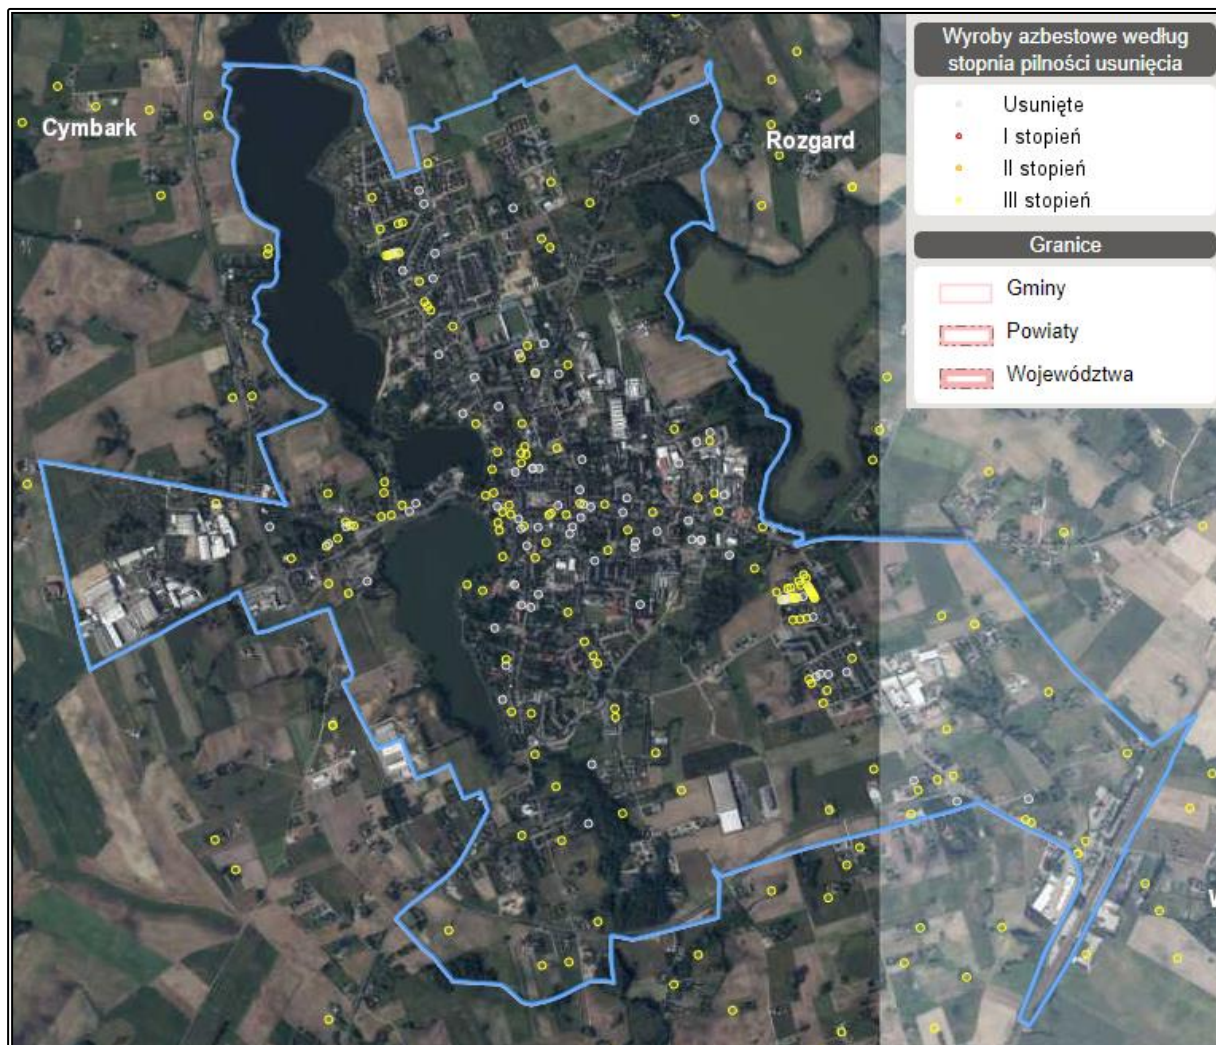 Wyroby azbestowe według
stopnia pilności usunięcia
Usunięte
I stopień
II stopień
III stopień
Granice
Gminy
Powiaty
Województwa
Cymbark
Rozgard
W